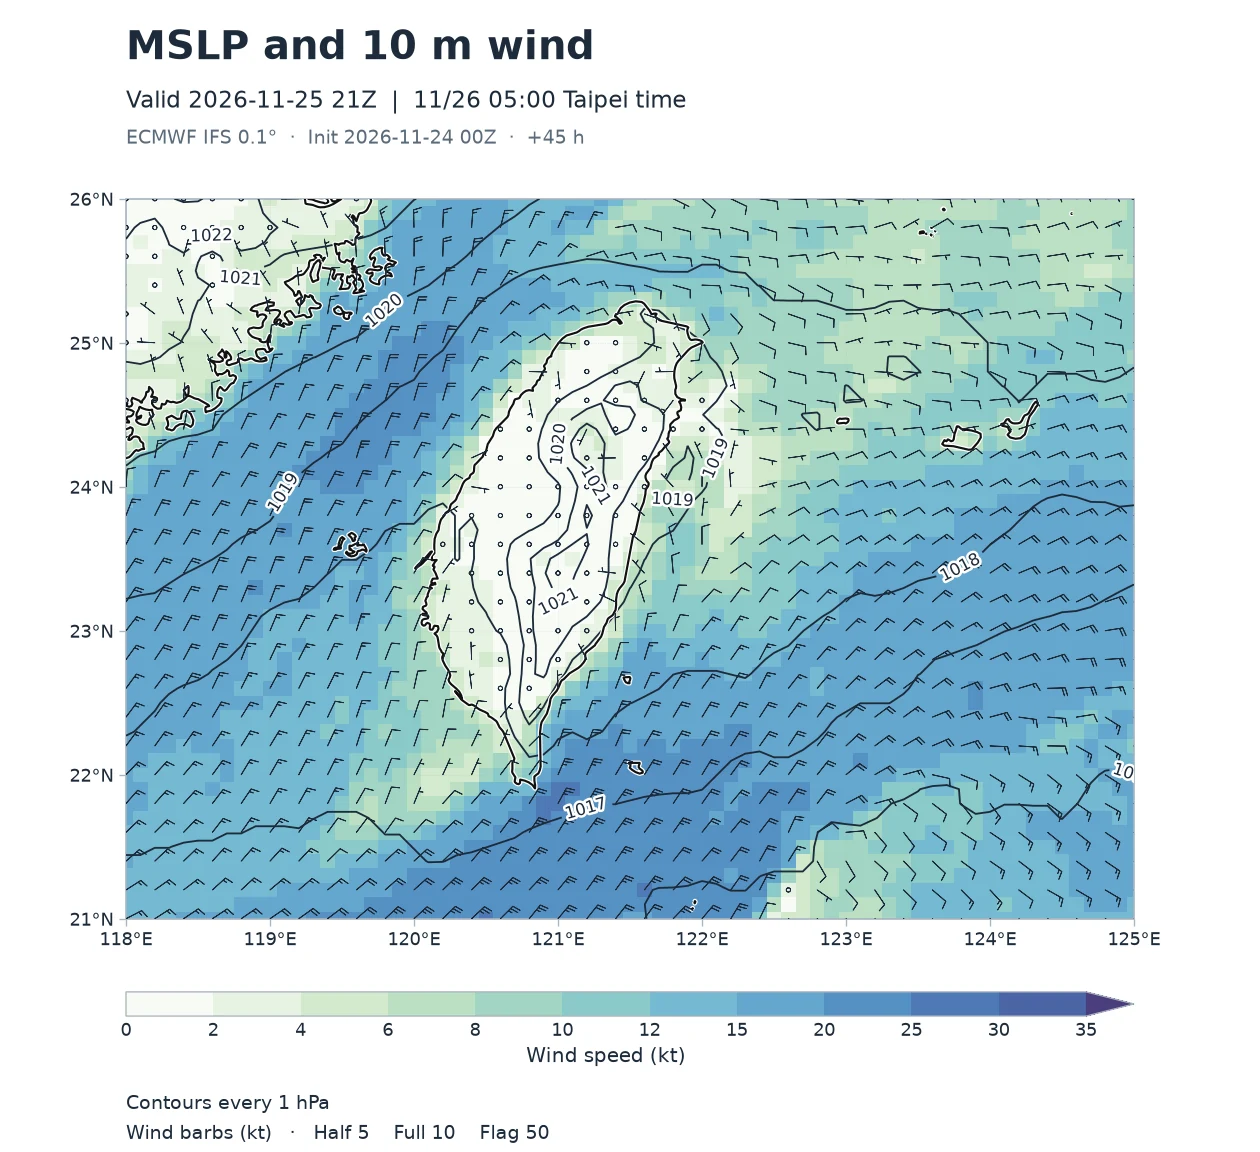 MSLP and 10 m wind
Valid 2026-11-25 21Z | 11/26 05:00 Taipei time
ECMWF IFS 0.1° · Init 2026-11-24 00Z · +45 h
26°N
25°N
24°N
23°N
22°N
21°N
1022
1021
1020
1019
1020
1021
1019
1019
1021
1018
1017
10
118°E 119°E 120°E 121°E 122°E 123°E 124°E 125°E
0 2 4 6 8 10 12 15 20 25 30 35
Wind speed (kt)
Contours every 1 hPa
Wind barbs (kt) · Half 5 Full 10 Flag 50